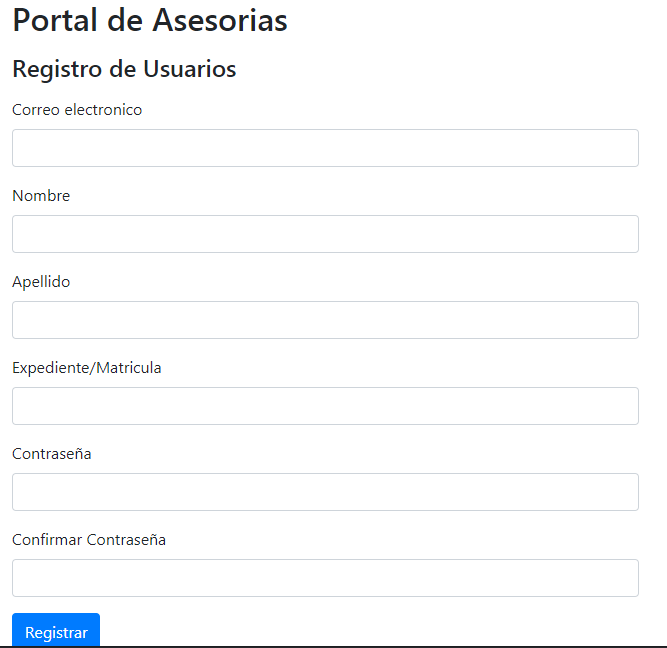 Portal de Asesorias
Registro de Usuarios
Correo electronico
Nombre
Apellido
Expediente/Matricula
Contraseña
Confirmar Contraseña
Registrar